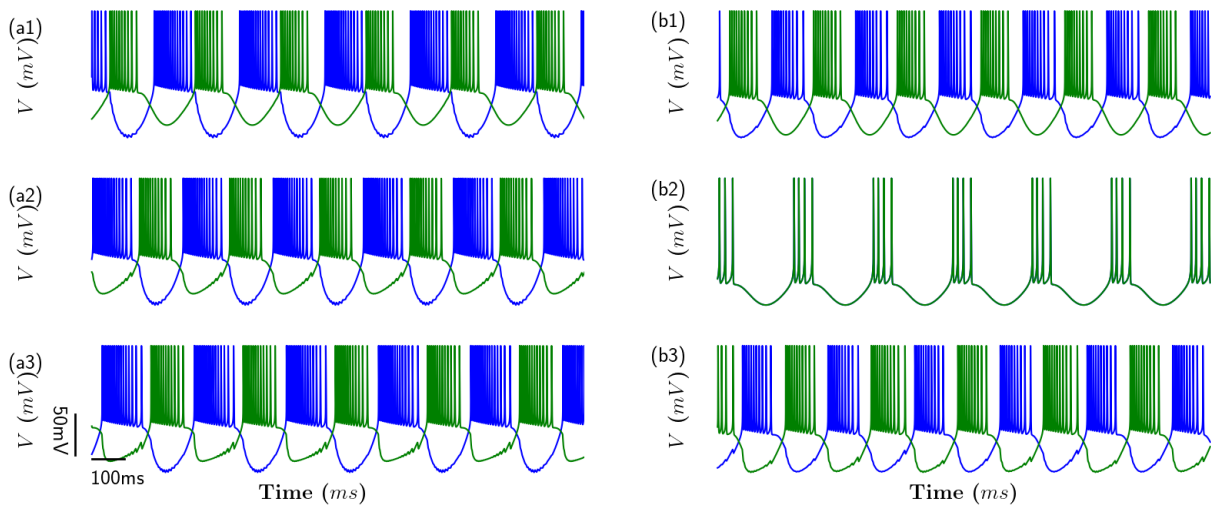 (a1)
V (mV)
(b1)
V (mV)
(a2)
V (mV)
(b2)
V (mV)
(a3)
V (mV)
50mV
100ms
Time (ms)
(b3)
V (mV)
Time (ms)